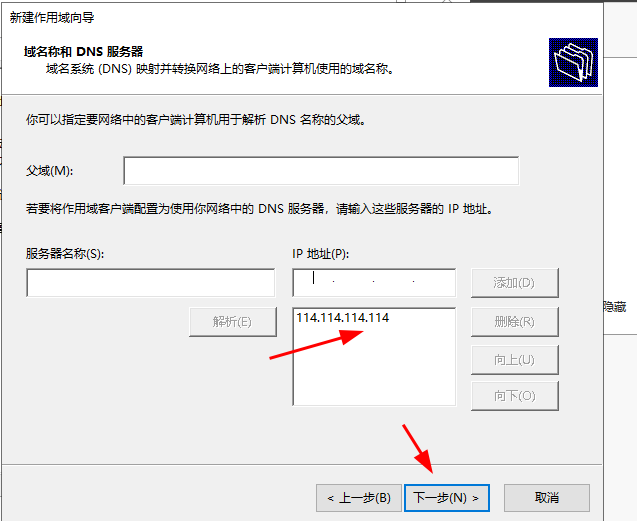 新建作用域向导
域名称和 DNS 服务器
域名系统 (DNS) 映射并转换网络上的客户端计算机使用的域名称。
你可以指定要网络中的客户端计算机用于解析 DNS 名称的父域。
父域(M):
若要将作用域客户端配置为使用你网络中的 DNS 服务器，请输入这些服务器的 IP 地址。
服务器名称(S):
IP 地址(P):
添加(D)
解析(E)
114.114.114.114
删除(R)
隐藏
向上(U)
向下(O)
< 上一步(B)
下一步(N) >
取消